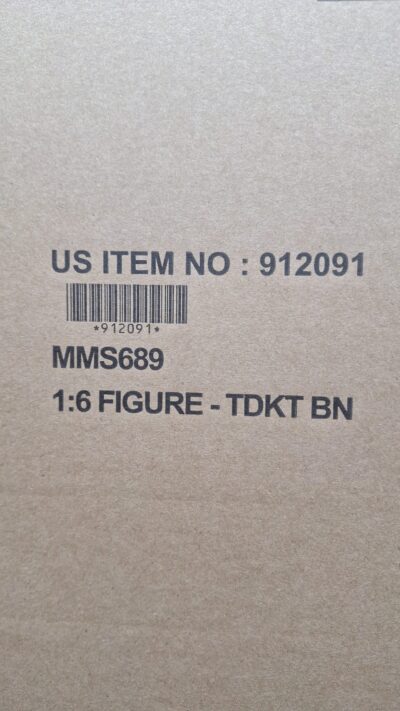 US ITEM NO : 912091
*912091*
MMS689
1:6 FIGURE - TDKT BN